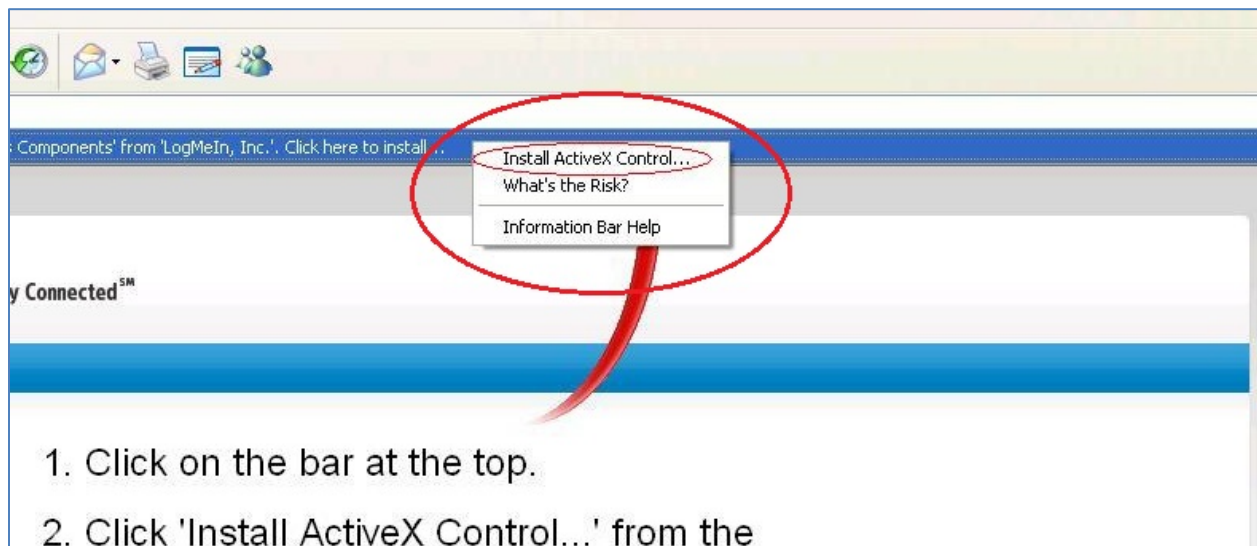 Components' from 'LogMeIn, Inc.'. Click here to install...
Install ActiveX Control...
What's the Risk?
Information Bar Help
y Connected℠
1. Click on the bar at the top.
2. Click 'Install ActiveX Control...' from the